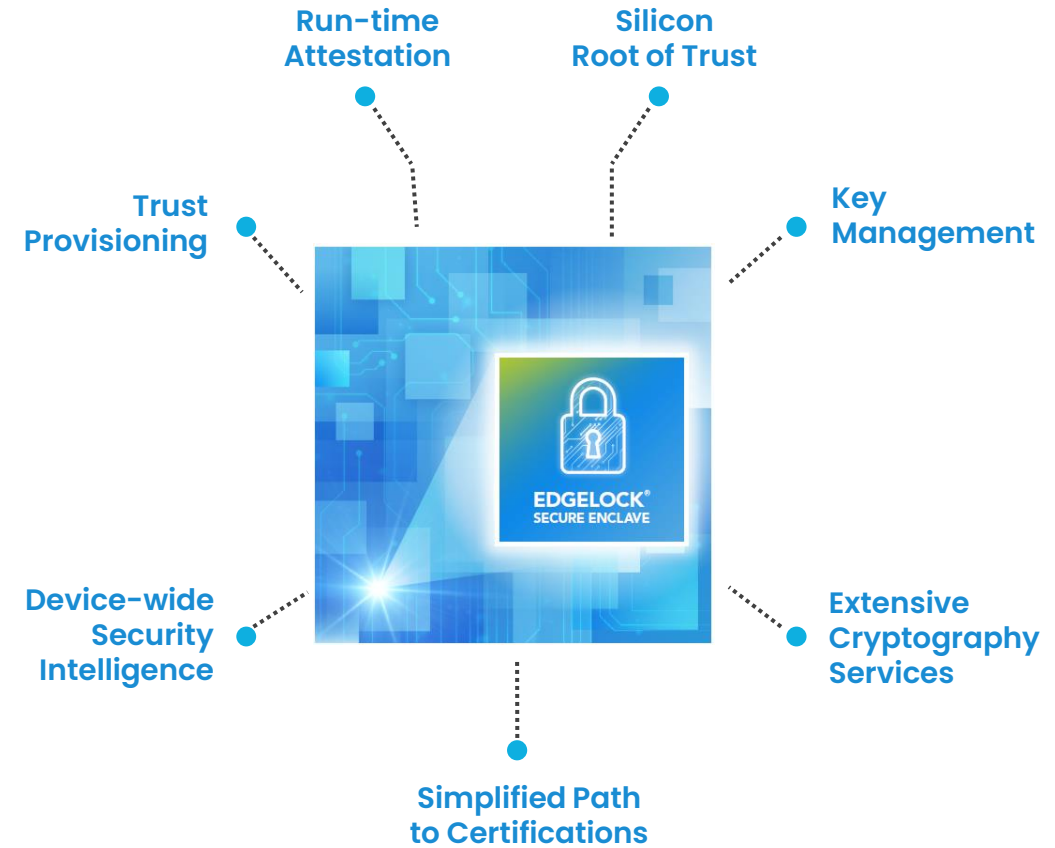 Run-time
Attestation
Silicon
Root of Trust
Trust
Provisioning
Key
Management
EDGELOCK®
SECURE ENCLAVE
Device-wide
Security
Intelligence
Extensive
Cryptography
Services
Simplified Path
to Certifications